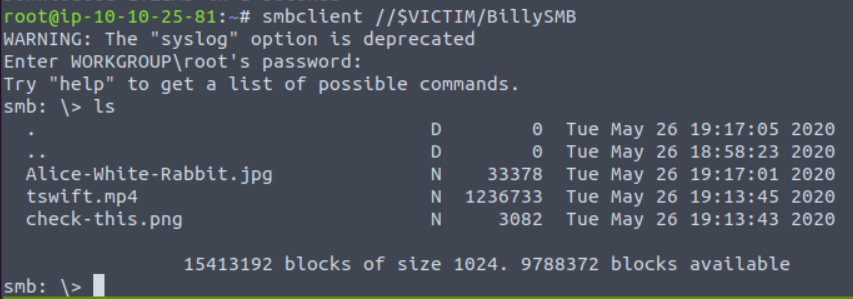 root@ip-10-10-25-81:~# smbclient //$VICTIM/BillySMB
WARNING: The "syslog" option is deprecated
Enter WORKGROUP\root's password:
Try "help" to get a list of possible commands.
smb: \> ls
  .                                   D        0  Tue May 26 19:17:05 2020
  ..                                  D        0  Tue May 26 18:58:23 2020
  Alice-White-Rabbit.jpg              N    33378  Tue May 26 19:17:01 2020
  tswift.mp4                          N  1236733  Tue May 26 19:13:45 2020
  check-this.png                      N     3082  Tue May 26 19:13:43 2020
                15413192 blocks of size 1024. 9788372 blocks available
smb: \>